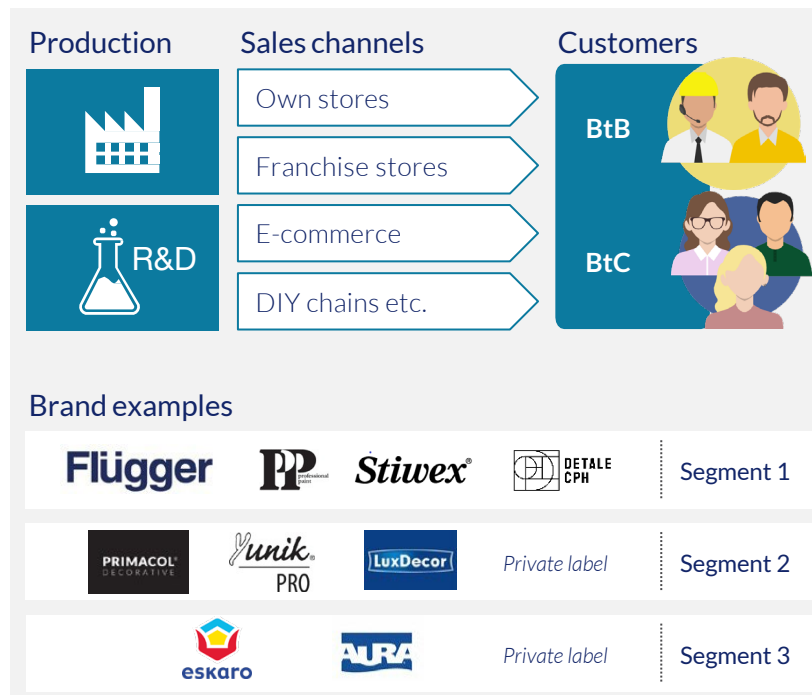 Production
Sales channels
Customers
R&D
Own stores
Franchise stores
E-commerce
DIY chains etc.
BtB
BtC
Brand examples
Flügger
PP professional paint
Stiwex®
DETALE
CPH
Segment 1
PRIMACOL®
DECORATIVE
Yunik®
PRO
LuxDecor
Private label
Segment 2
eskaro
AURA
Private label
Segment 3